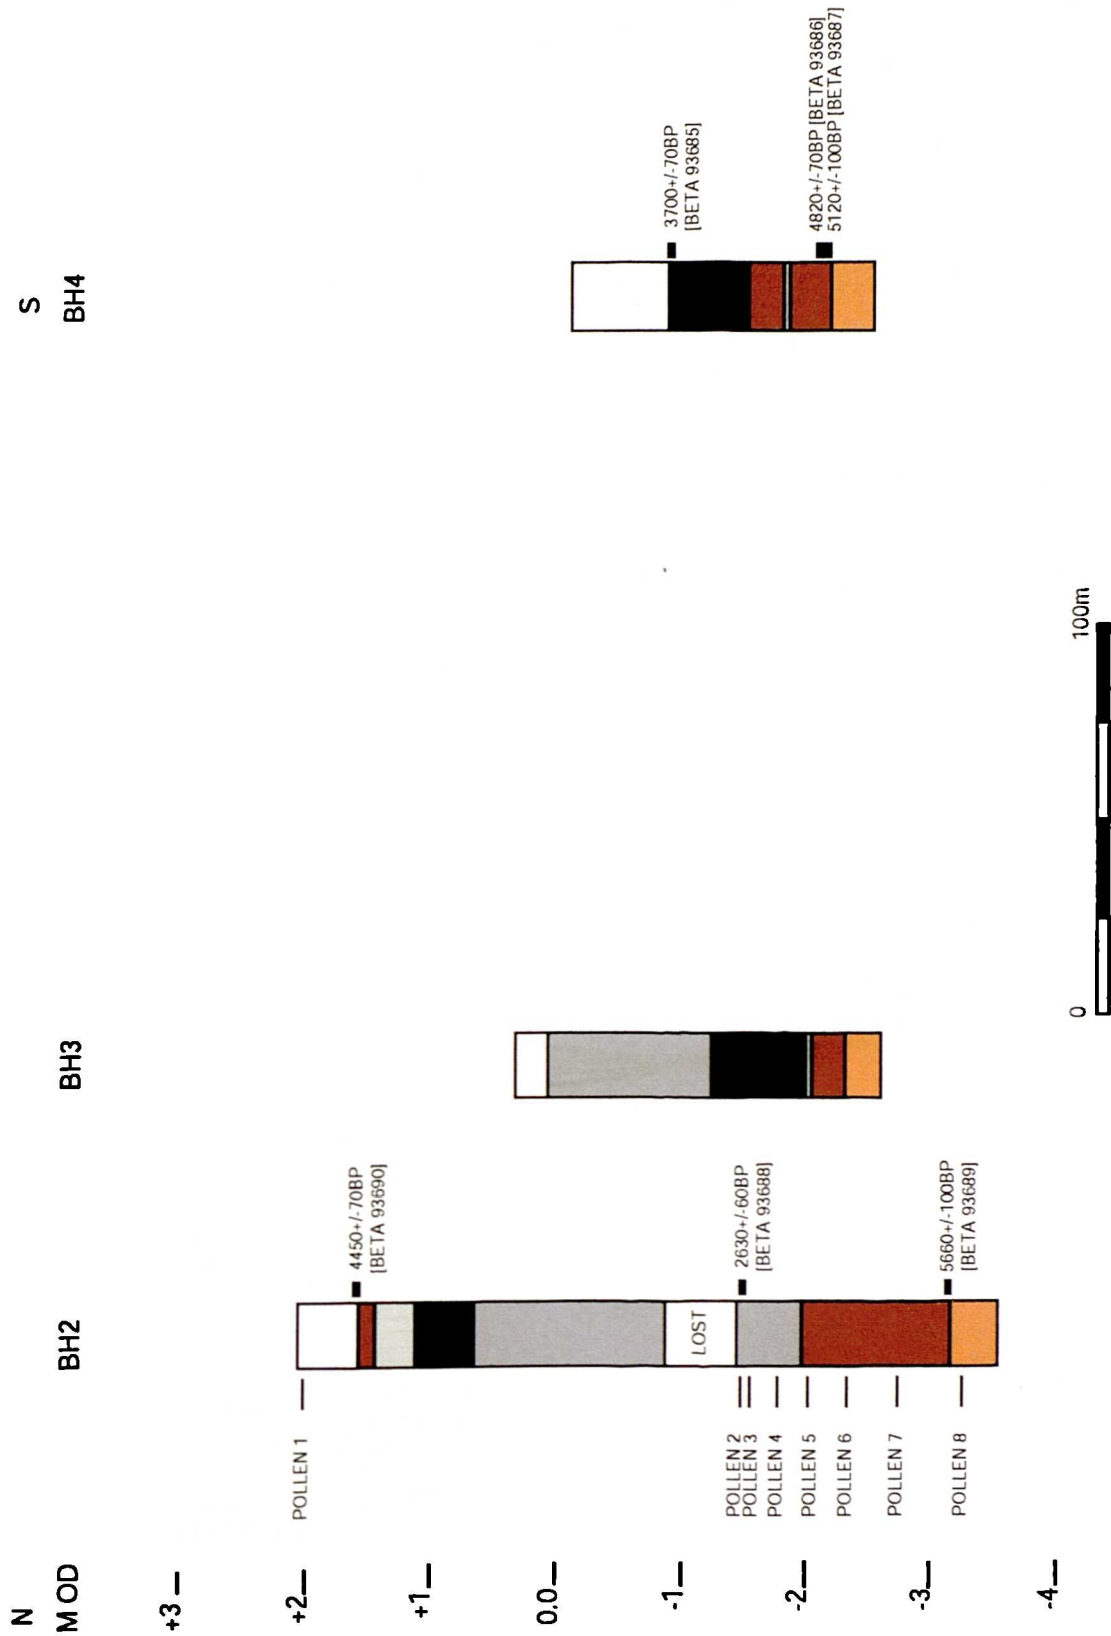 N
S
M OD
BH2
BH3
BH4
+3
+2
+1
0.0
-1
-2
-3
-4
POLLEN 1
POLLEN 2
POLLEN 3
POLLEN 4
POLLEN 5
POLLEN 6
POLLEN 7
POLLEN 8
LOST
4450+/-70BP
[BETA 93690]
2630+/-60BP
[BETA 93688]
5660+/-100BP
[BETA 93689]
3700+/-70BP
[BETA 93685]
4820+/-70BP [BETA 93686]
5120+/-100BP [BETA 93687]
0
100m